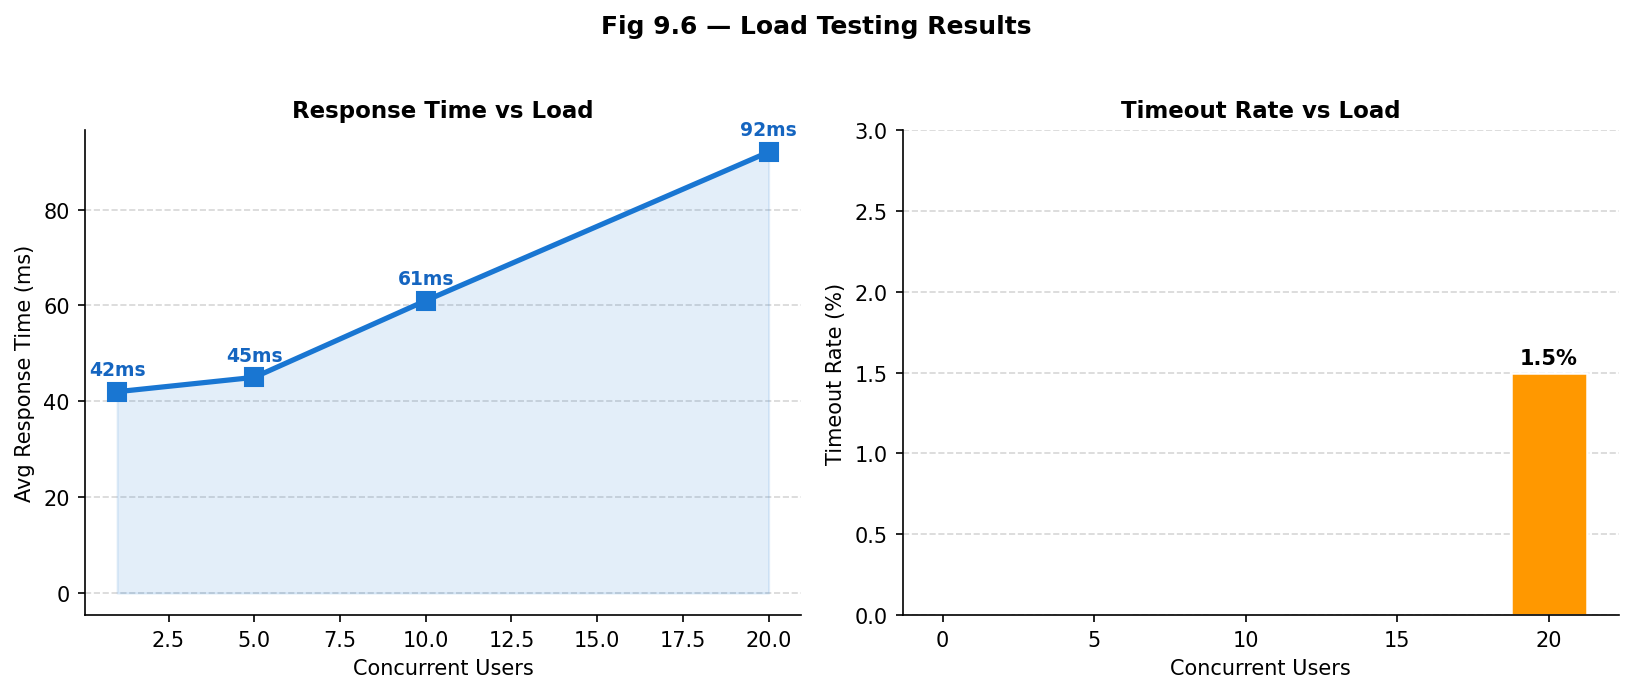 Fig 9.6 — Load Testing Results
Response Time vs Load
Avg Response Time (ms)
80
60
40
20
0
42ms
45ms
61ms
92ms
2.5 5.0 7.5 10.0 12.5 15.0 17.5 20.0
Concurrent Users
Timeout Rate vs Load
Timeout Rate (%)
3.0
2.5
2.0
1.5
1.0
0.5
0.0
1.5%
0 5 10 15 20
Concurrent Users